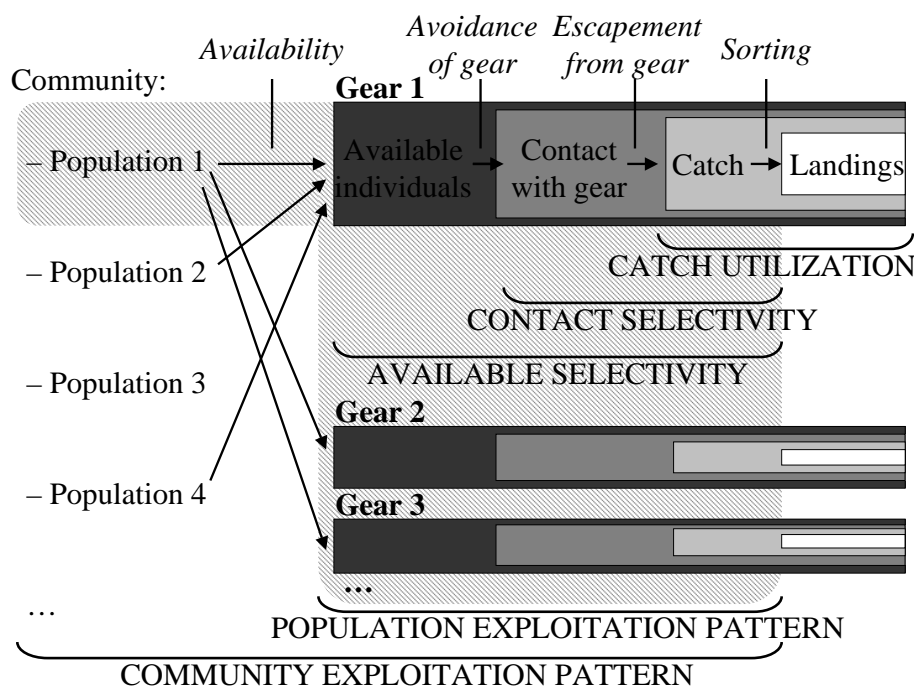 Availability
Avoidance
of gear
Escapement
from gear
Sorting
Community:
Gear 1
– Population 1
Available
individuals
Contact
with gear
Catch
Landings
– Population 2
CATCH UTILIZATION
CONTACT SELECTIVITY
– Population 3
AVAILABLE SELECTIVITY
Gear 2
– Population 4
Gear 3
...
...
POPULATION EXPLOITATION PATTERN
COMMUNITY EXPLOITATION PATTERN